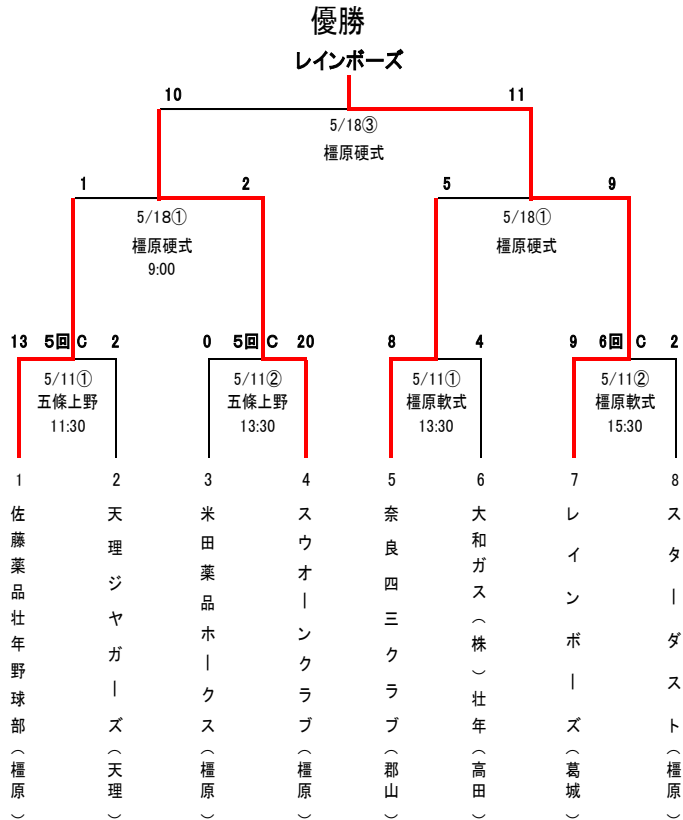 優勝
レインボーズ
10
11
5/18③
橿原硬式
1
2
5
9
5/18①
橿原硬式
9:00
5/18①
橿原硬式
13 5回 C 2
0 5回 C 20
8
4
9 6回 C 2
5/11①
五條上野
11:30
5/11②
五條上野
13:30
5/11①
橿原軟式
13:30
5/11②
橿原軟式
15:30
1
2
3
4
5
6
7
8
佐藤薬品壮年野球部(橿原)
天理ジヤガーズ(天理)
米田薬品ホークス(橿原)
スウオーンクラブ(橿原)
奈良四三クラブ(郡山)
大和ガス(株)壮年(高田)
レインボーズ(葛城)
スターダスト(橿原)